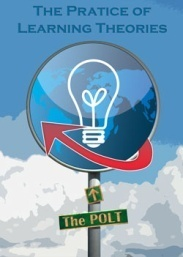 THE PRATICE OF
LEARNING THEORIES
The POLT